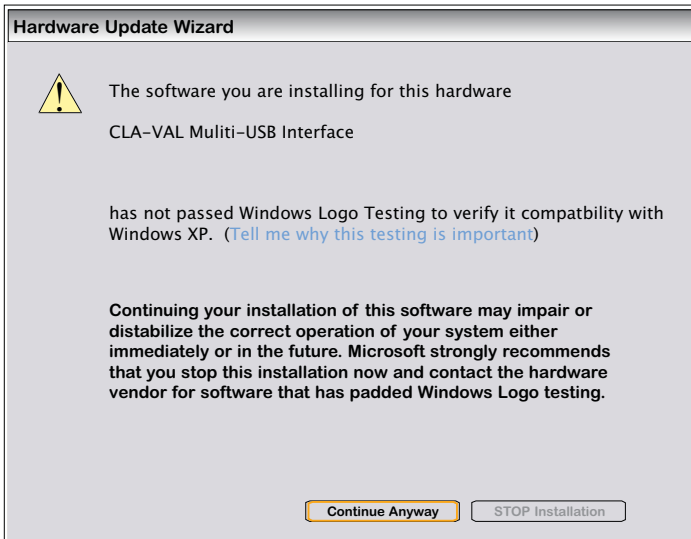 Hardware Update Wizard
The software you are installing for this hardware
CLA-VAL Muliti-USB Interface
has not passed Windows Logo Testing to verify it compatbility with
Windows XP. (Tell me why this testing is important)
Continuing your installation of this software may impair or
distabilize the correct operation of your system either
immediately or in the future. Microsoft strongly recommends
that you stop this installation now and contact the hardware
vendor for software that has padded Windows Logo testing.
Continue Anyway STOP Installation